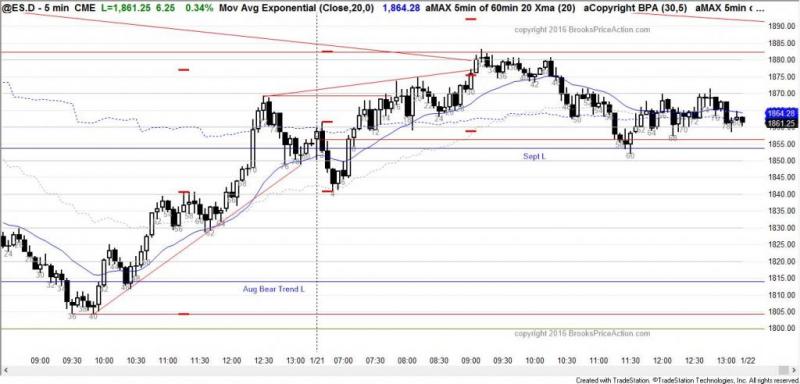 @ES.D - 5 min CME L=1,861.25 6.25 0.34% Mov Avg Exponential (Close,20,0) 1,864.28 aMAX 5min of 60min 20 Xma (20) aCopyright BPA (30,5) aMAX 5min c ...
copyright 2016 BrooksPriceAction.com
1890.00
1885.00
1880.00
1875.00
1870.00
1864.28
1861.25
1855.00
1850.00
1845.00
1840.00
1835.00
1830.00
1825.00
1820.00
1815.00
1810.00
1805.00
1800.00
Sept L
Aug Bear Trend L
copyright 2016 BrooksPriceAction.com
09:00 09:30 10:00 10:30 11:00 11:30 12:00 12:30 1/21 07:00 07:30 08:00 08:30 09:00 09:30 10:00 10:30 11:00 11:30 12:00 12:30 13:00 1/22
Created with TradeStation. ©TradeStation Technologies, Inc. All rights reserved.